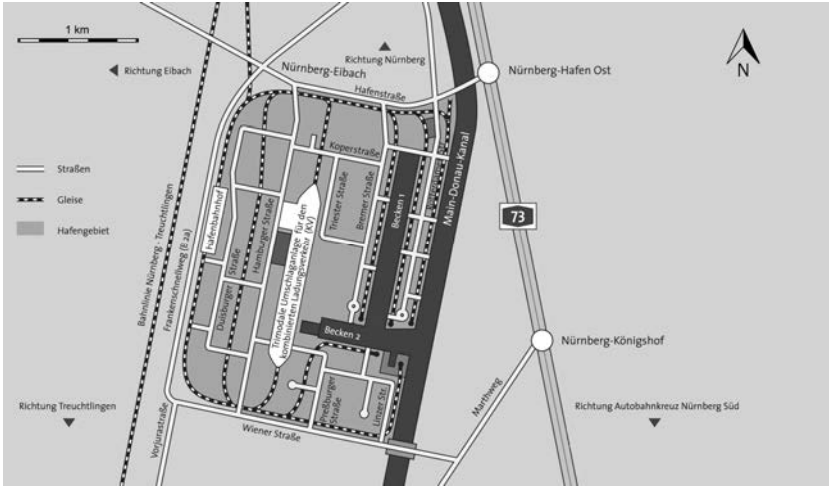 1 km
Richtung Nürnberg
Richtung Eibach
Nürnberg-Eibach
Nürnberg-Hafen Ost
N
Hafenstraße
Koperstraße
Straßen
Gleise
Hafengebiet
Bahnlinie Nürnberg - Treuchtlingen
Frankenschnellweg (E 2a)
Hafenbahnhof
Duisburger
Straße
Hamburger Straße
Trimodale Umschlaganlage für den
kombinierten Ladungsverkehr (KV)
Triester Straße
Bremer Straße
Becken 1
Main-Donau-Kanal
73
Becken 2
Nürnberg-Königshof
Preßburger
Straße
Linzer Str.
Marthweg
Richtung Treuchtlingen
Richtung Autobahnkreuz Nürnberg Süd
Vorjurastraße
Wiener Straße